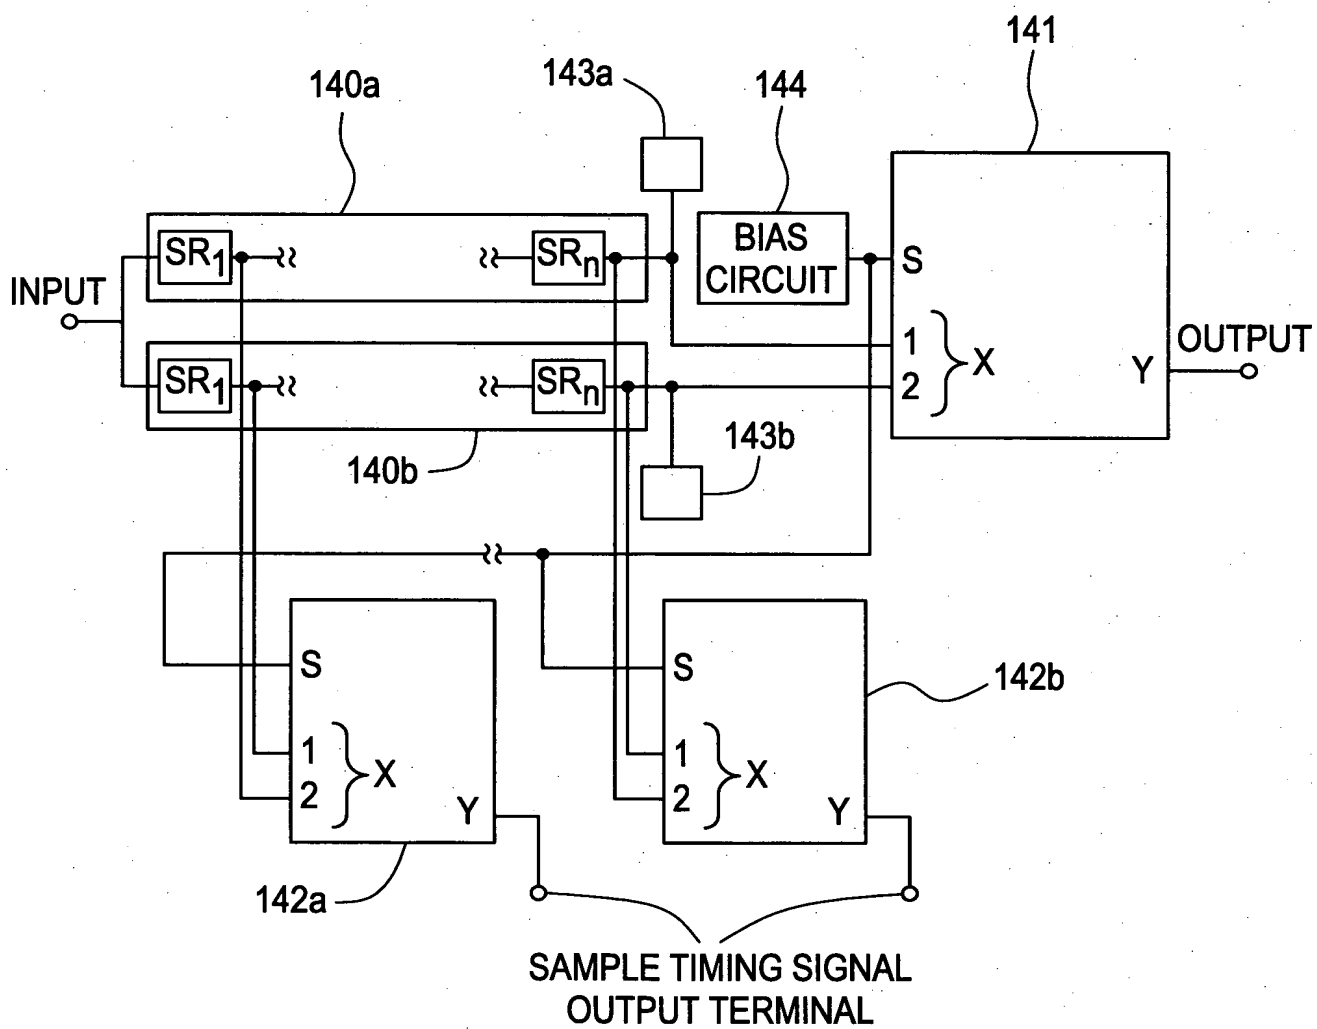 141
143a
144
140a
SR1
SRn
BIAS
CIRCUIT
S
INPUT
1
2
X
Y
OUTPUT
SR1
SRn
140b
143b
S
1
2
X
Y
142a
S
1
2
X
Y
142b
SAMPLE TIMING SIGNAL
OUTPUT TERMINAL